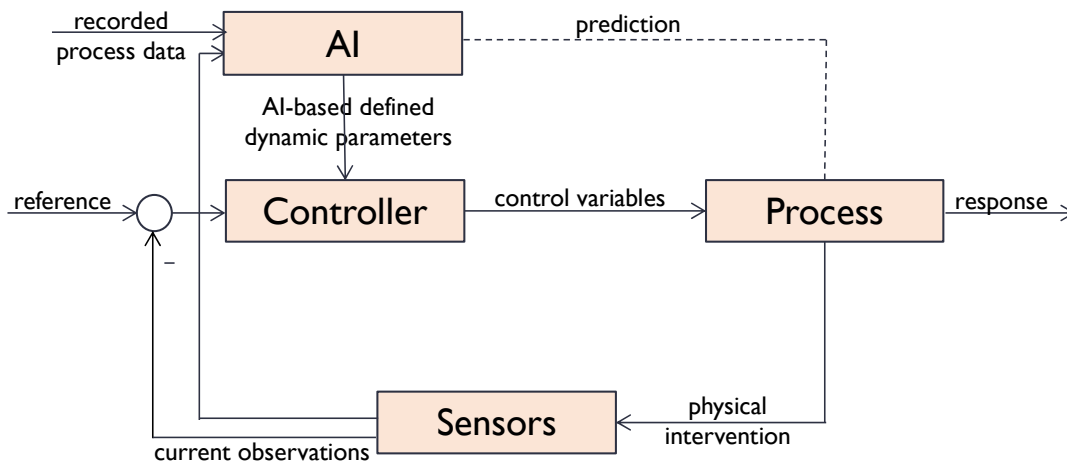 recorded
process data
AI
prediction
AI-based defined
dynamic parameters
reference
Controller
control variables
Process
response
–
Sensors
physical
intervention
current observations